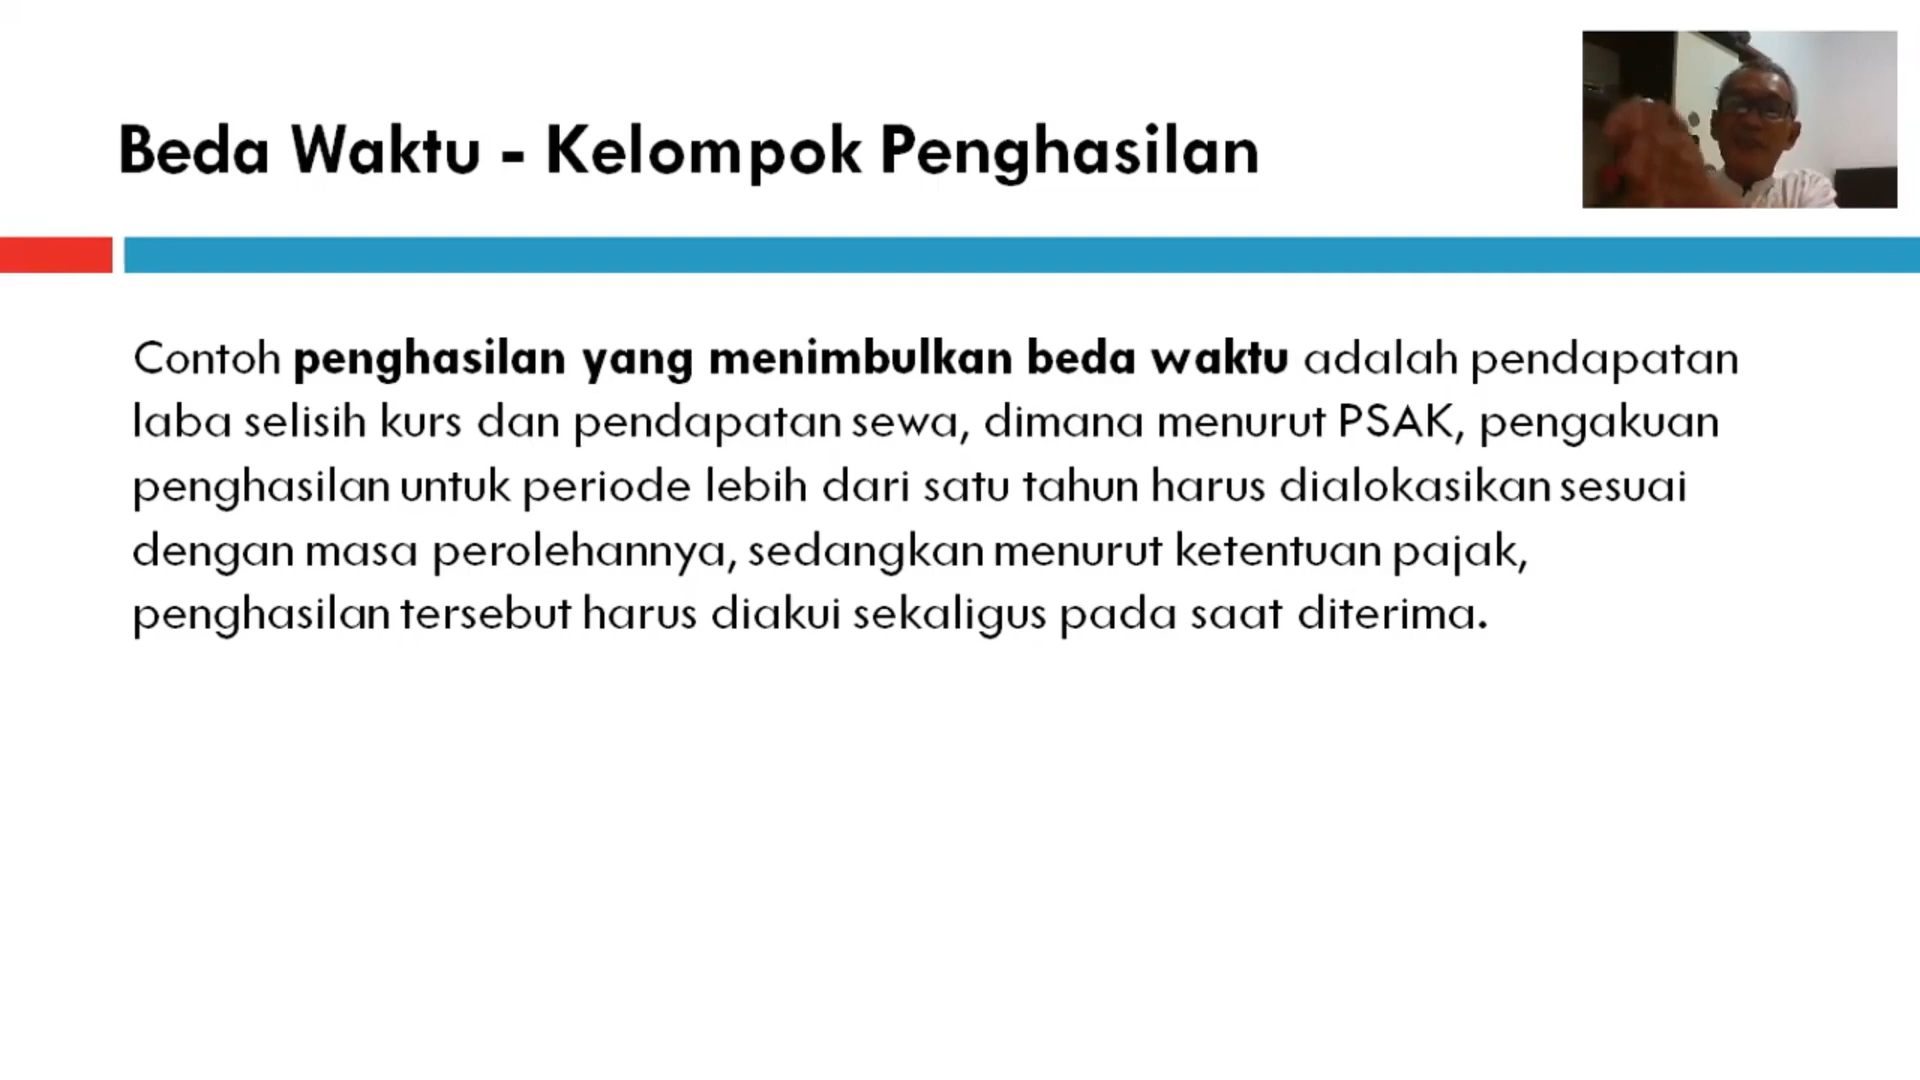 Beda Waktu - Kelompok Penghasilan
Contoh penghasilan yang menimbulkan beda waktu adalah pendapatan
laba selisih kurs dan pendapatan sewa, dimana menurut PSAK, pengakuan
penghasilan untuk periode lebih dari satu tahun harus dialokasikan sesuai
dengan masa perolehannya, sedangkan menurut ketentuan pajak,
penghasilan tersebut harus diakui sekaligus pada saat diterima.